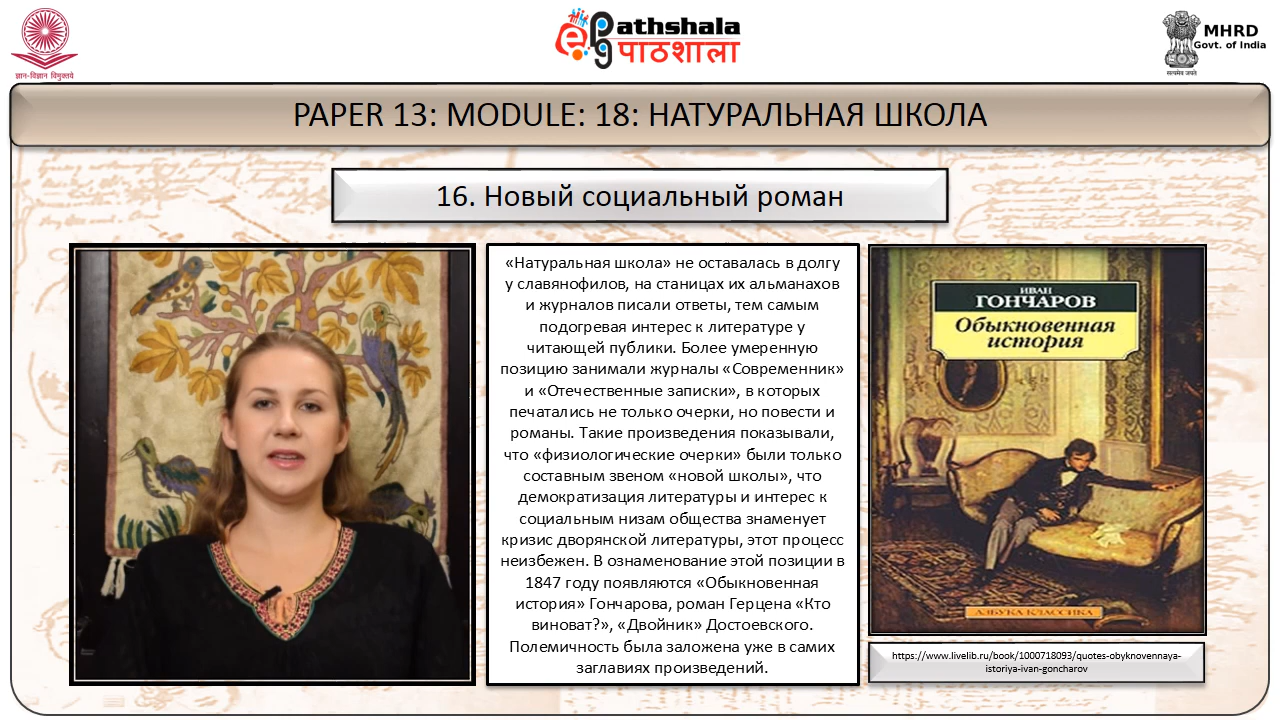 ज्ञान-विज्ञान विमुक्तये
ePathshala
पाठशाला
MHRD
Govt. of India
सत्यमेव जयते
PAPER 13: MODULE: 18: НАТУРАЛЬНАЯ ШКОЛА
16. Новый социальный роман
«Натуральная школа» не оставалась в долгу
у славянофилов, на станицах их альманахов
и журналов писали ответы, тем самым
подогревая интерес к литературе у
читающей публики. Более умеренную
позицию занимали журналы «Современник»
и «Отечественные записки», в которых
печатались не только очерки, но повести и
романы. Такие произведения показывали,
что «физиологические очерки» были только
составным звеном «новой школы», что
демократизация литературы и интерес к
социальным низам общества знаменует
кризис дворянской литературы, этот процесс
неизбежен. В ознаменование этой позиции в
1847 году появляются «Обыкновенная
история» Гончарова, роман Герцена «Кто
виноват?», «Двойник» Достоевского.
Полемичность была заложена уже в самих
заглавиях произведений.
ИВАН
ГОНЧАРОВ
Обыкновенная
история
АЗБУКА-КЛАССИКА
https://www.livelib.ru/book/1000718093/quotes-obyknovennaya-
istoriya-ivan-goncharov